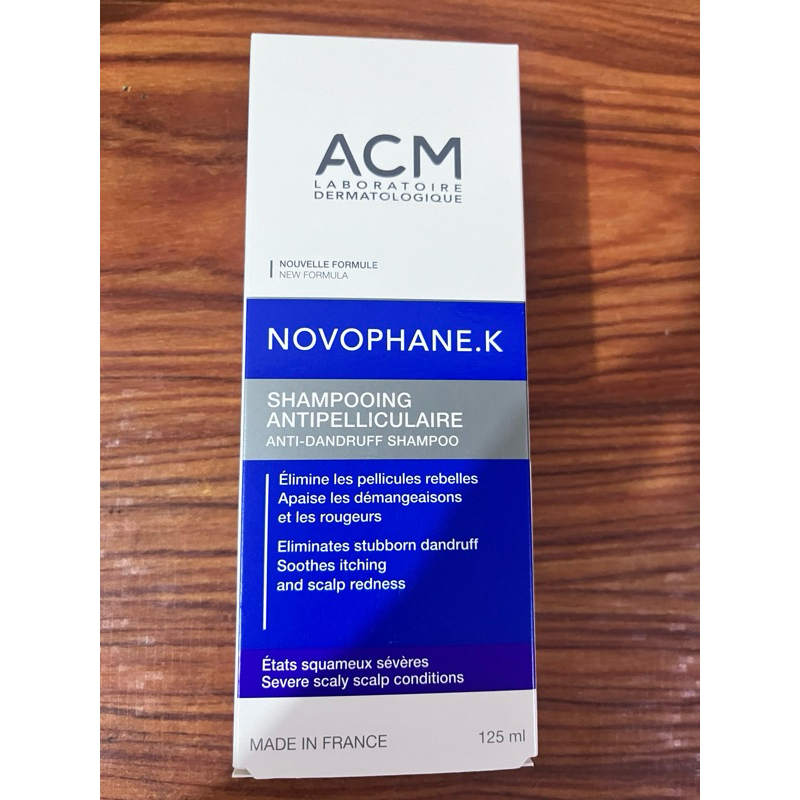 ACM
LABORATOIRE
DERMATOLOGIQUE
NOUVELLE FORMULE
NEW FORMULA
NOVOPHANE.K
SHAMPOOING
ANTIPELLICULAIRE
ANTI-DANDRUFF SHAMPOO
Élimine les pellicules rebelles
Apaise les démangeaisons
et les rougeurs
Eliminates stubborn dandruff
Soothes itching
and scalp redness
États squameux sévères
Severe scaly scalp conditions
MADE IN FRANCE 125 ml